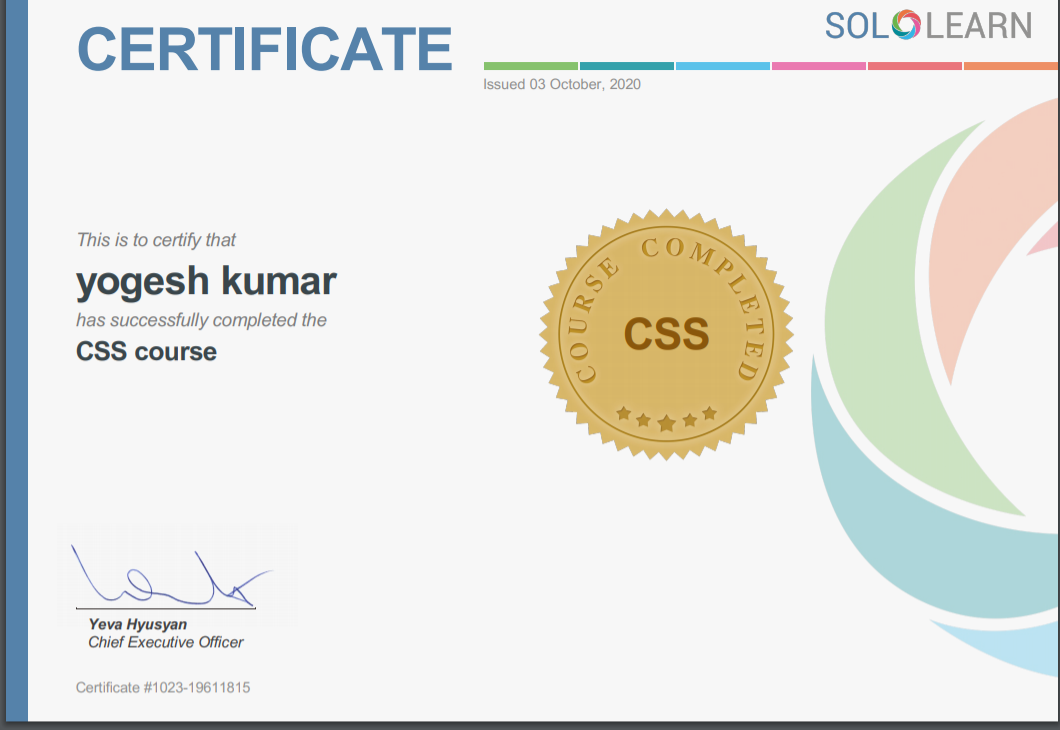 CERTIFICATE
SOLOLEARN
Issued 03 October, 2020
This is to certify that
yogesh kumar
has successfully completed the
CSS course
COURSE COMPLETED
CSS
Yeva Hyusyan
Chief Executive Officer
Certificate #1023-19611815